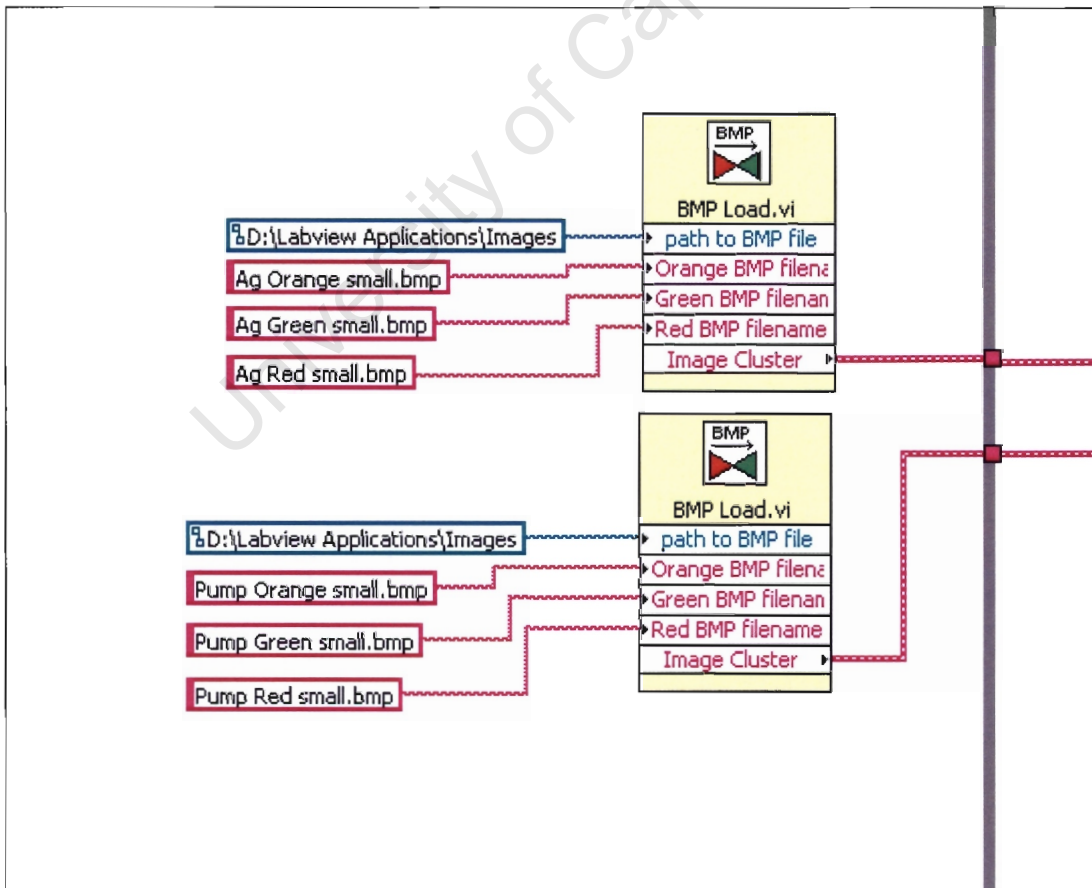 University of Cap
BMP
BMP Load.vi
D:\Labview Applications\Images
path to BMP file
Ag Orange small.bmp
Orange BMP filena
Ag Green small.bmp
Green BMP filenan
Ag Red small.bmp
Red BMP filename
Image Cluster
BMP
BMP Load.vi
D:\Labview Applications\Images
path to BMP file
Pump Orange small.bmp
Orange BMP filena
Pump Green small.bmp
Green BMP filenan
Pump Red small.bmp
Red BMP filename
Image Cluster